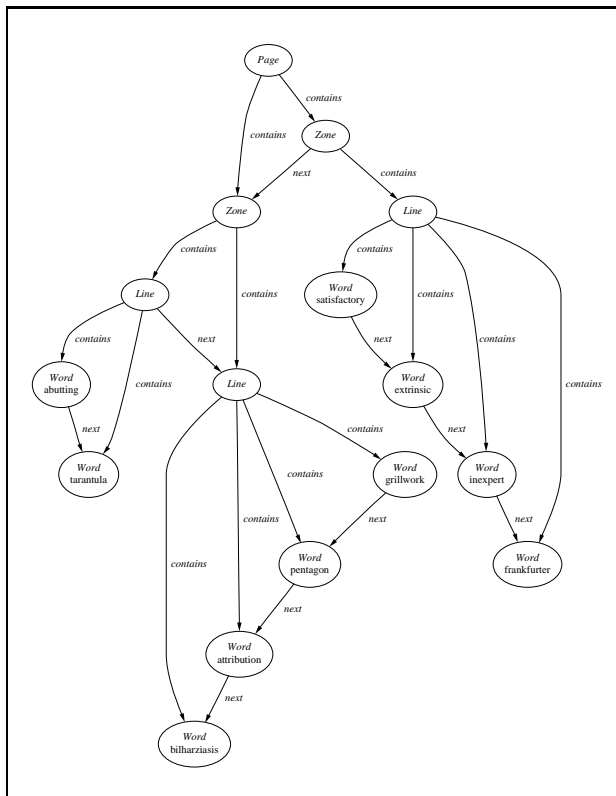 Page
contains
contains
Zone
next
contains
Zone
Line
contains
contains
contains
contains
contains
contains
Line
Word
satisfactory
next
next
contains
contains
Line
Word
abutting
Word
extrinsic
next
contains
next
Word
tarantula
contains
contains
contains
contains
Word
grillwork
next
Word
inexpert
next
Word
pentagon
Word
frankfurter
next
Word
attribution
next
Word
bilharziasis